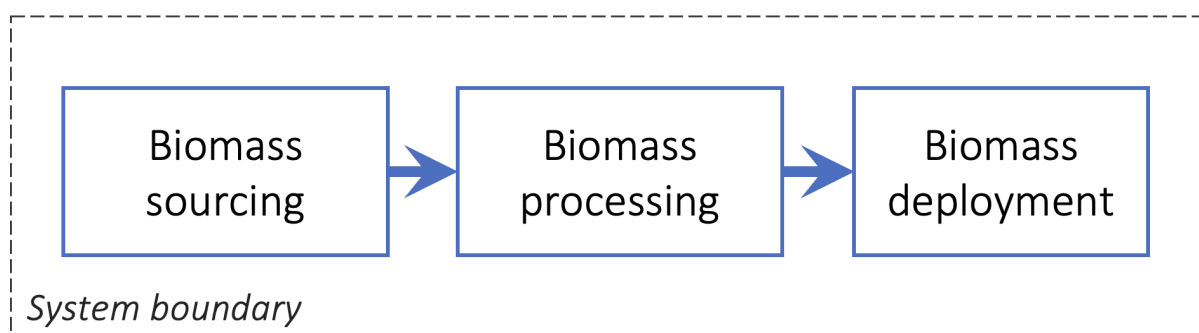 Biomass
sourcing
Biomass
processing
Biomass
deployment
System boundary